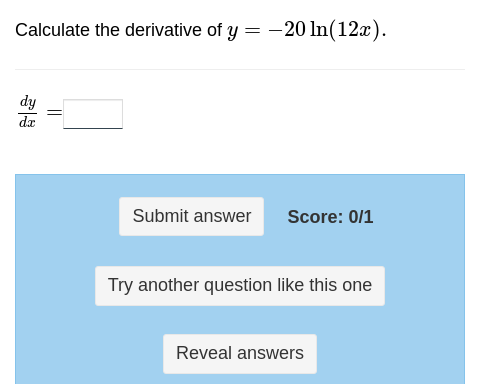 Calculate the derivative of y = −20 ln(12x).
dy/dx =
Submit answer Score: 0/1
Try another question like this one
Reveal answers